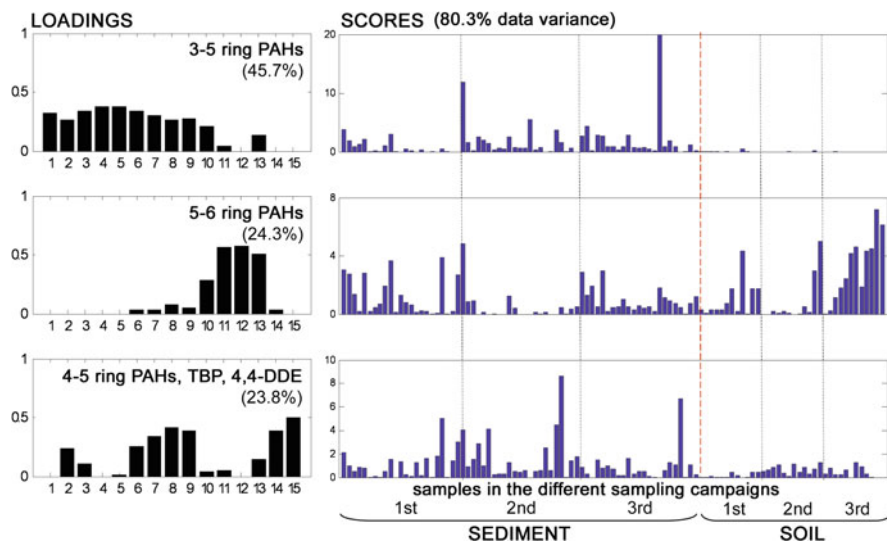 LOADINGS
SCORES (80.3% data variance)
3-5 ring PAHs
(45.7%)
1
0.5
0
1 2 3 4 5 6 7 8 9 10 11 12 13 14 15
20
10
0
5-6 ring PAHs
(24.3%)
1
0.5
0
1 2 3 4 5 6 7 8 9 10 11 12 13 14 15
8
4
0
4-5 ring PAHs, TBP, 4,4-DDE
(23.8%)
1
0.5
0
1 2 3 4 5 6 7 8 9 10 11 12 13 14 15
10
8
6
4
2
0
samples in the different sampling campaigns
1st 2nd 3rd 1st 2nd 3rd
SEDIMENT SOIL